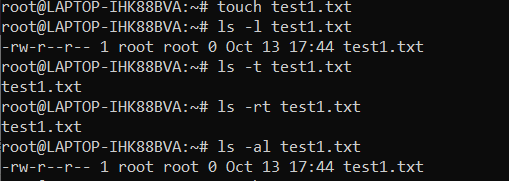 root@LAPTOP-IHK88BVA:~# touch test1.txt
root@LAPTOP-IHK88BVA:~# ls -l test1.txt
-rw-r--r-- 1 root root 0 Oct 13 17:44 test1.txt
root@LAPTOP-IHK88BVA:~# ls -t test1.txt
test1.txt
root@LAPTOP-IHK88BVA:~# ls -rt test1.txt
test1.txt
root@LAPTOP-IHK88BVA:~# ls -al test1.txt
-rw-r--r-- 1 root root 0 Oct 13 17:44 test1.txt